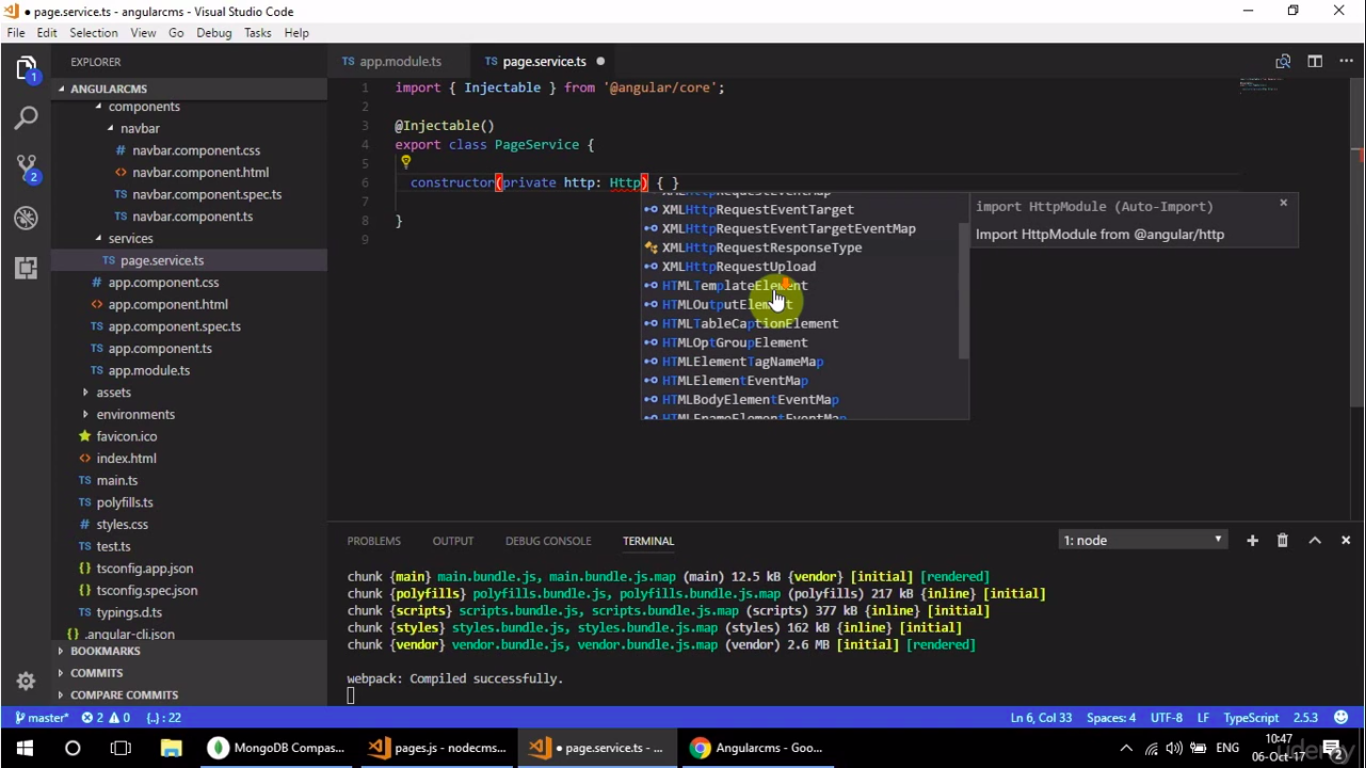 page.service.ts - angularcms - Visual Studio Code
File Edit Selection View Go Debug Tasks Help
EXPLORER
TS app.module.ts
TS page.service.ts
ANGULARCMS
components
navbar
# navbar.component.css
<> navbar.component.html
TS navbar.component.spec.ts
TS navbar.component.ts
services
TS page.service.ts
# app.component.css
<> app.component.html
TS app.component.spec.ts
TS app.component.ts
TS app.module.ts
assets
environments
favicon.ico
<> index.html
TS main.ts
TS polyfills.ts
# styles.css
TS test.ts
{} tsconfig.app.json
{} tsconfig.spec.json
TS typings.d.ts
{} .angular-cli.json
BOOKMARKS
COMMITS
COMPARE COMMITS
1 import { Injectable } from '@angular/core';
2
3 @Injectable()
4 export class PageService {
5
6 constructor(private http: Http) { }
7
8 }
9
XMLHttpRequestEventMap
XMLHttpRequestEventTarget
XMLHttpRequestEventTargetEventMap
XMLHttpRequestResponseType
XMLHttpRequestUpload
HTMLTemplateElement
HTMLOutputElement
HTMLTableCaptionElement
HTMLOptGroupElement
HTMLElementTagNameMap
HTMLElementEventMap
HTMLBodyElementEventMap
HTMLFrameElementEventMap
import HttpModule (Auto-Import)
Import HttpModule from @angular/http
PROBLEMS OUTPUT DEBUG CONSOLE TERMINAL
1: node
chunk {main} main.bundle.js, main.bundle.js.map (main) 12.5 kB {vendor} [initial] [rendered]
chunk {polyfills} polyfills.bundle.js, polyfills.bundle.js.map (polyfills) 217 kB {inline} [initial]
chunk {scripts} scripts.bundle.js, scripts.bundle.js.map (scripts) 377 kB {inline} [initial]
chunk {styles} styles.bundle.js, styles.bundle.js.map (styles) 162 kB {inline} [initial]
chunk {vendor} vendor.bundle.js, vendor.bundle.js.map (vendor) 2.6 MB [initial] [rendered]
webpack: Compiled successfully.
master* 2 0 {..} : 22
Ln 6, Col 33 Spaces: 4 UTF-8 LF TypeScript 2.5.3
MongoDB Compas...
pages.js - nodecms...
page.service.ts - ...
Angularcms - Goo...
ENG
10:47
06-Oct-17
udemy